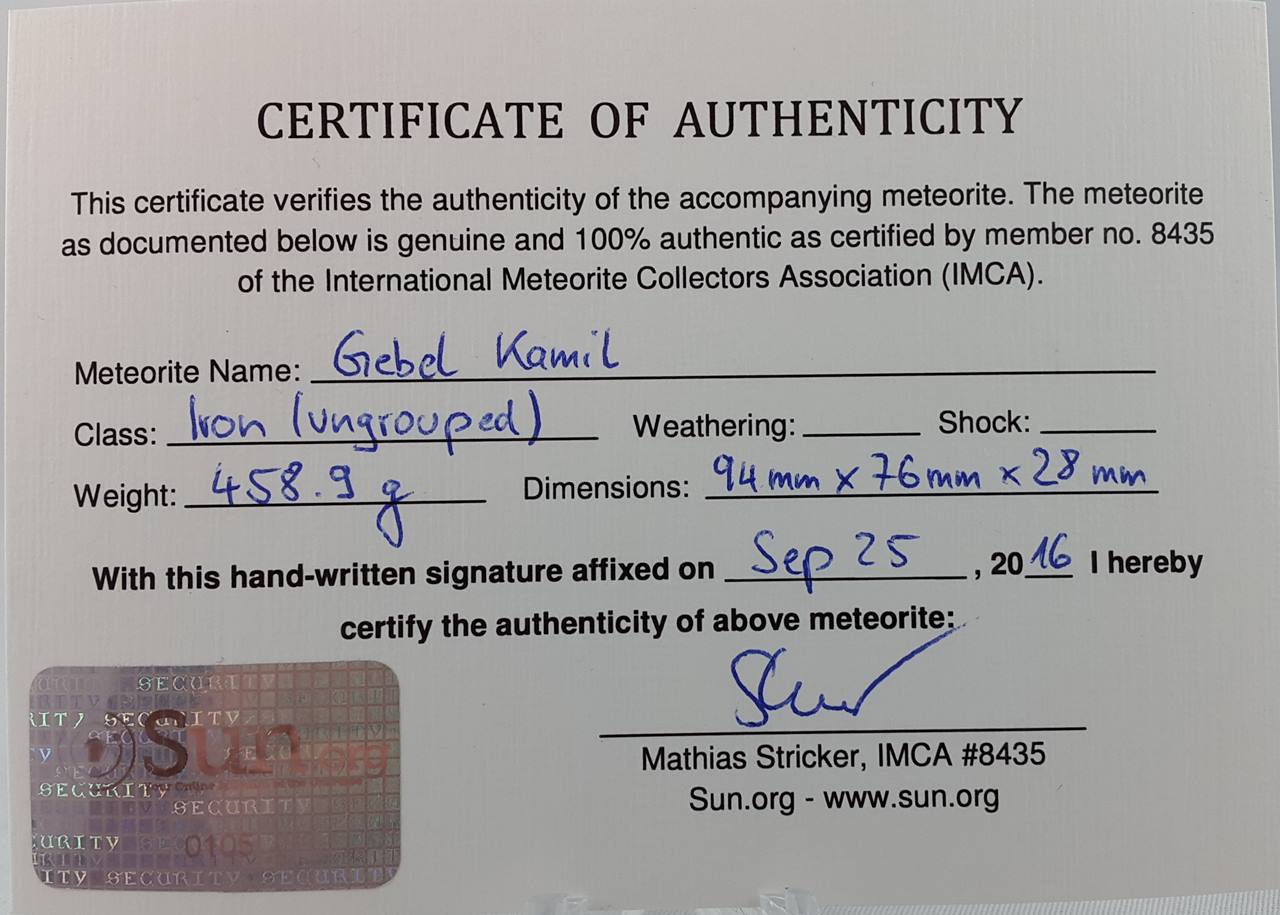 CERTIFICATE OF AUTHENTICITY
This certificate verifies the authenticity of the accompanying meteorite. The meteorite
as documented below is genuine and 100% authentic as certified by member no. 8435
of the International Meteorite Collectors Association (IMCA).
Meteorite Name: Gebel Kamil
Class: Iron (ungrouped) Weathering: Shock:
Weight: 458.9 g Dimensions: 94 mm x 76 mm x 28 mm
With this hand-written signature affixed on Sep 25, 2016 I hereby
certify the authenticity of above meteorite:
Mathias Stricker, IMCA #8435
Sun.org - www.sun.org
SECURITY
SECURITY
Sun.org
SECURITY
SECURITY
0105
SECURITY SECURITY